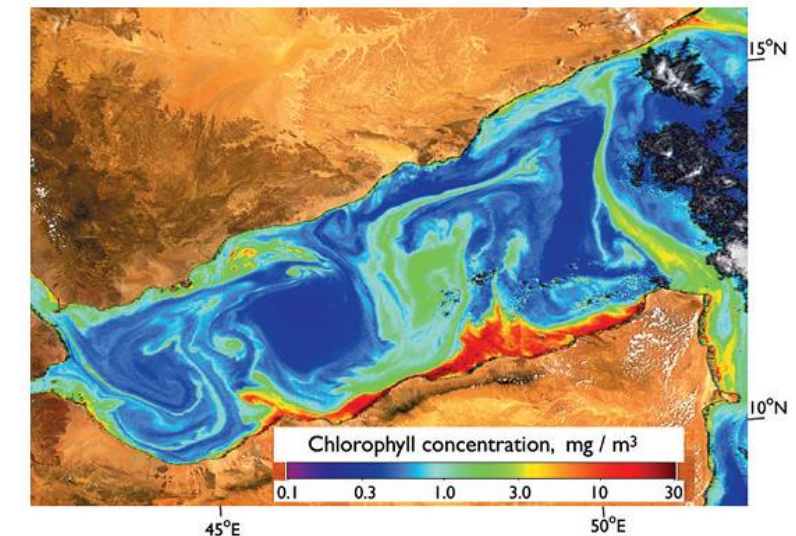 15°N
10°N
Chlorophyll concentration, mg / m³
0.1 0.3 1.0 3.0 10 30
45°E 50°E